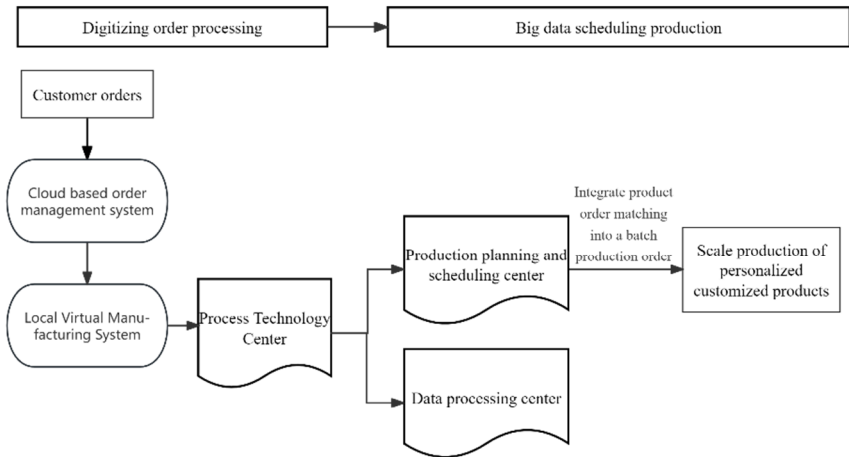 Digitizing order processing
Big data scheduling production
Customer orders
Cloud based order
management system
Local Virtual Manu-
facturing System
Process Technology
Center
Production planning and
scheduling center
Data processing center
Integrate product
order matching
into a batch
production order
Scale production of
personalized
customized products